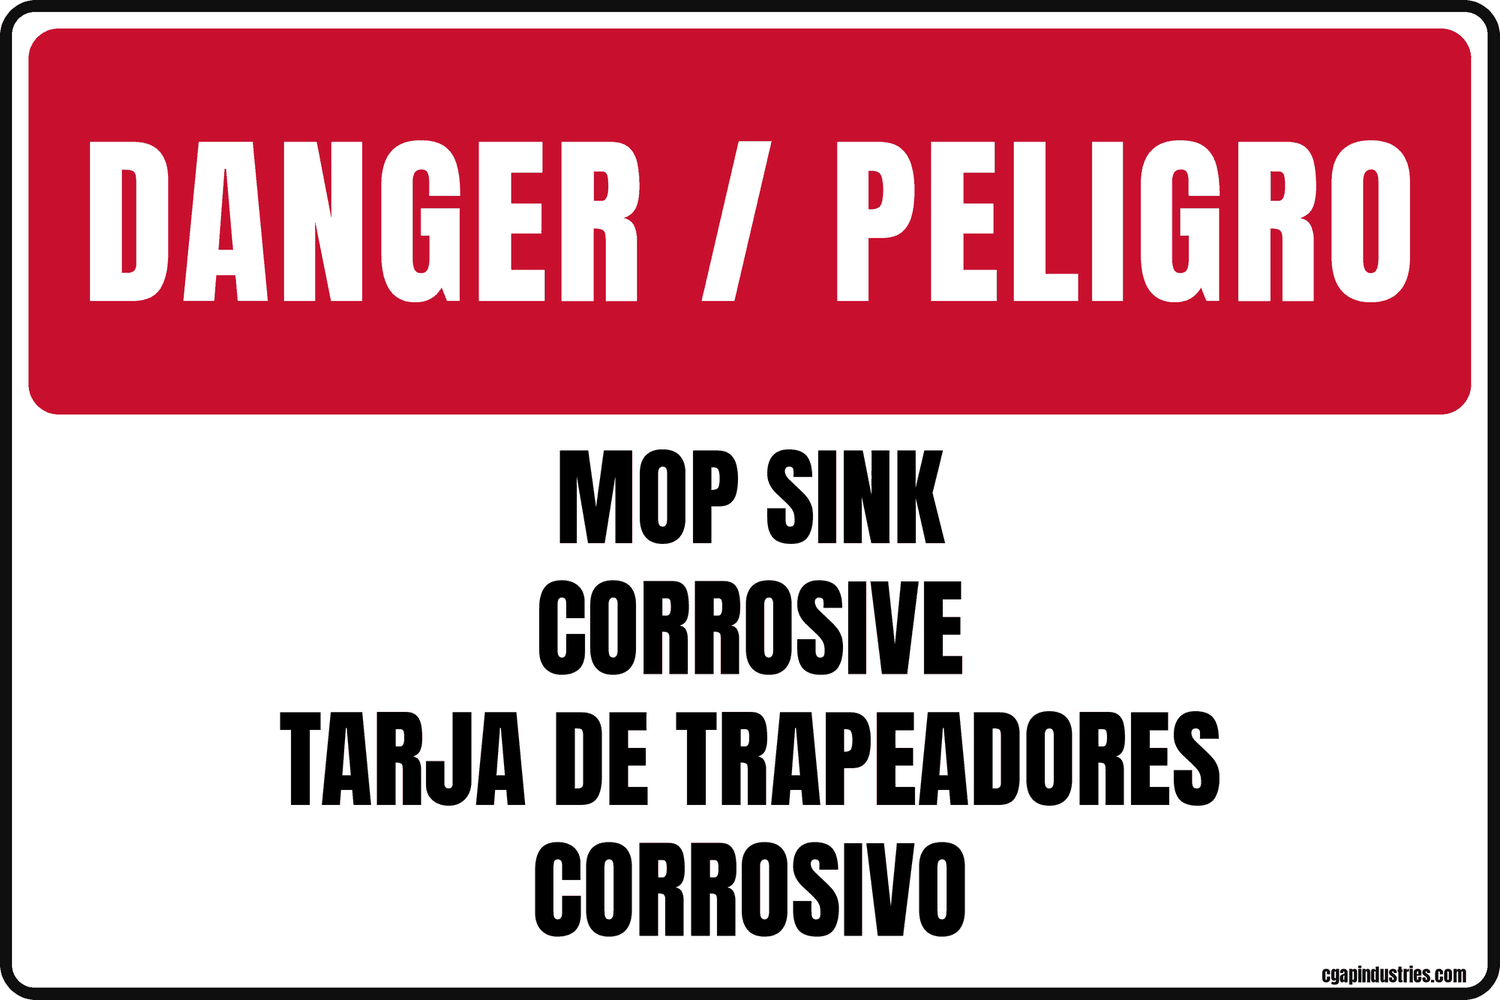 DANGER / PELIGRO
MOP SINK
CORROSIVE
TARJA DE TRAPEADORES
CORROSIVO
cgapindustries.com